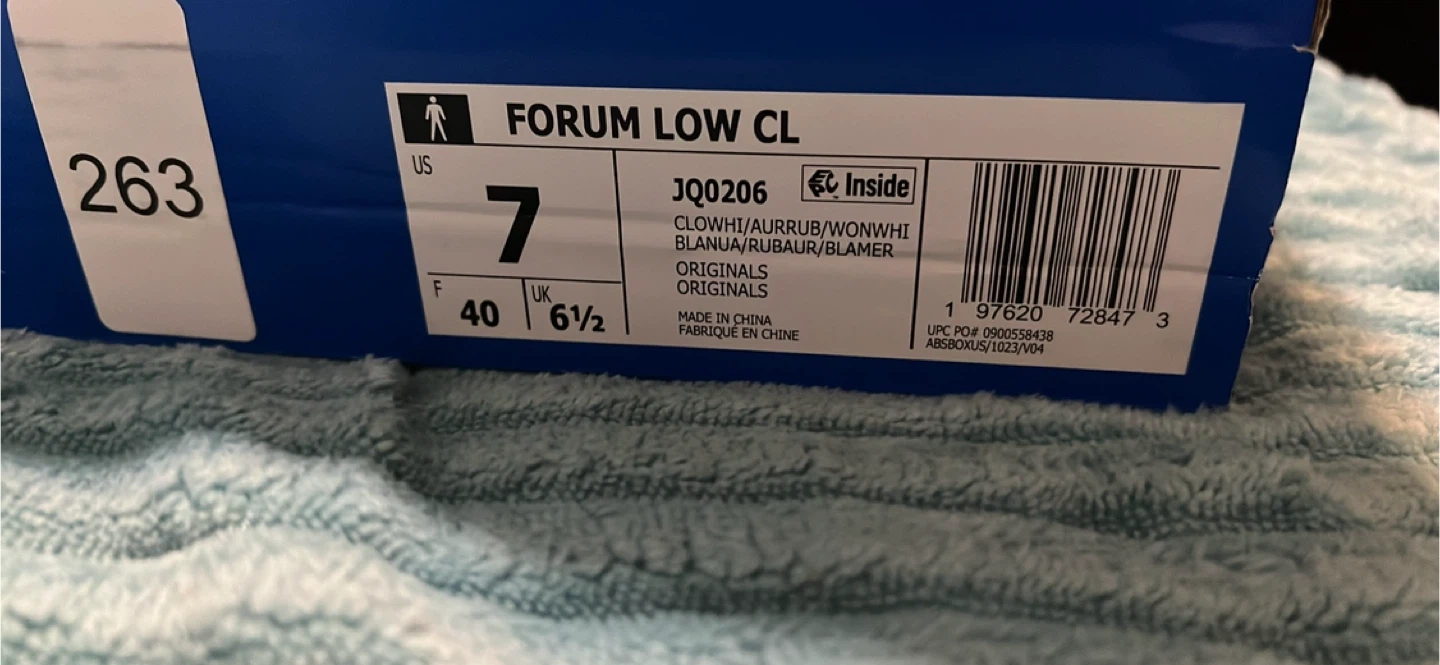 263
FORUM LOW CL
US
7
F
40
UK
6½
JQ0206
EC Inside
CLOWHI/AURRUB/WONWHI
BLANUA/RUBAUR/BLAMER
ORIGINALS
ORIGINALS
MADE IN CHINA
FABRIQUÉ EN CHINE
1 97620 72847 3
UPC PO# 0900558438
ABSBOXUS/1023/V04